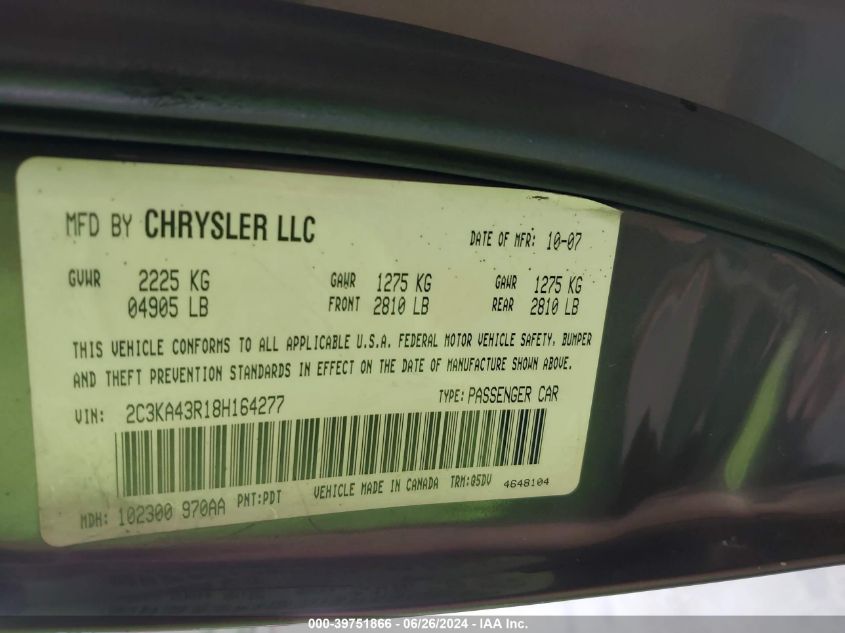 MFD BY CHRYSLER LLC DATE OF MFR: 10-07
GVWR 2225 KG GAWR 1275 KG GAWR 1275 KG
04905 LB FRONT 2810 LB REAR 2810 LB
THIS VEHICLE CONFORMS TO ALL APPLICABLE U.S.A. FEDERAL MOTOR VEHICLE SAFETY, BUMPER
AND THEFT PREVENTION STANDARDS IN EFFECT ON THE DATE OF MANUFACTURE SHOWN ABOVE.
VIN: 2C3KA43R18H164277 TYPE: PASSENGER CAR
MDH: 102300 970AA PNT:PDT VEHICLE MADE IN CANADA TRM:05DV 4648104
000-39751866 - 06/26/2024 - IAA Inc.